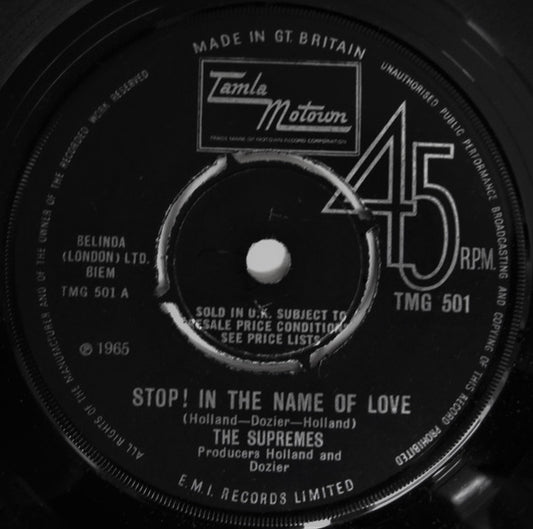 MADE IN GT. BRITAIN
Tamla
Motown
TRADE MARK OF MOTOWN RECORD CORPORATION
UNAUTHORISED PUBLIC PERFORMANCE BROADCASTING AND COPYING OF THIS RECORD PROHIBITED
ALL RIGHTS OF THE MANUFACTURER AND OF THE OWNER OF THE RECORDED WORK RESERVED
45
R.P.M.
TMG 501
BELINDA
(LONDON) LTD.
BIEM
TMG 501 A
℗ 1965
SOLD IN U.K. SUBJECT TO
RESALE PRICE CONDITIONS
SEE PRICE LISTS
STOP! IN THE NAME OF LOVE
(Holland—Dozier—Holland)
THE SUPREMES
Producers Holland and
Dozier
E.M.I. RECORDS LIMITED